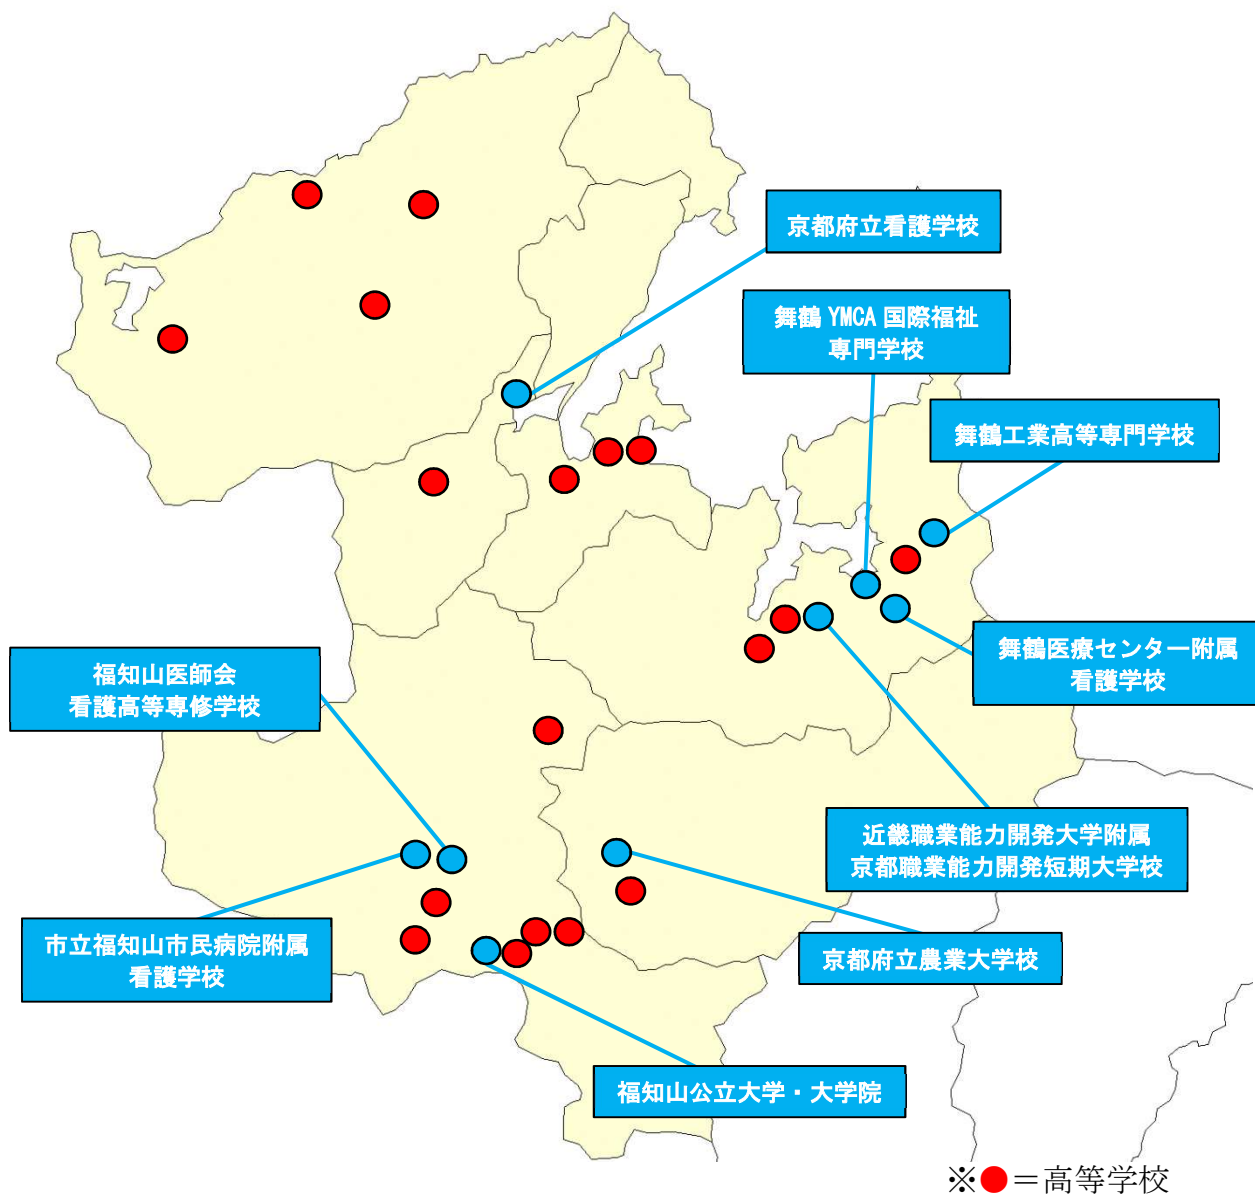 京都府立看護学校
舞鶴 YMCA 国際福祉
専門学校
舞鶴工業高等専門学校
舞鶴医療センター附属
看護学校
福知山医師会
看護高等専修学校
近畿職業能力開発大学附属
京都職業能力開発短期大学校
市立福知山市民病院附属
看護学校
京都府立農業大学校
福知山公立大学・大学院
※●＝高等学校